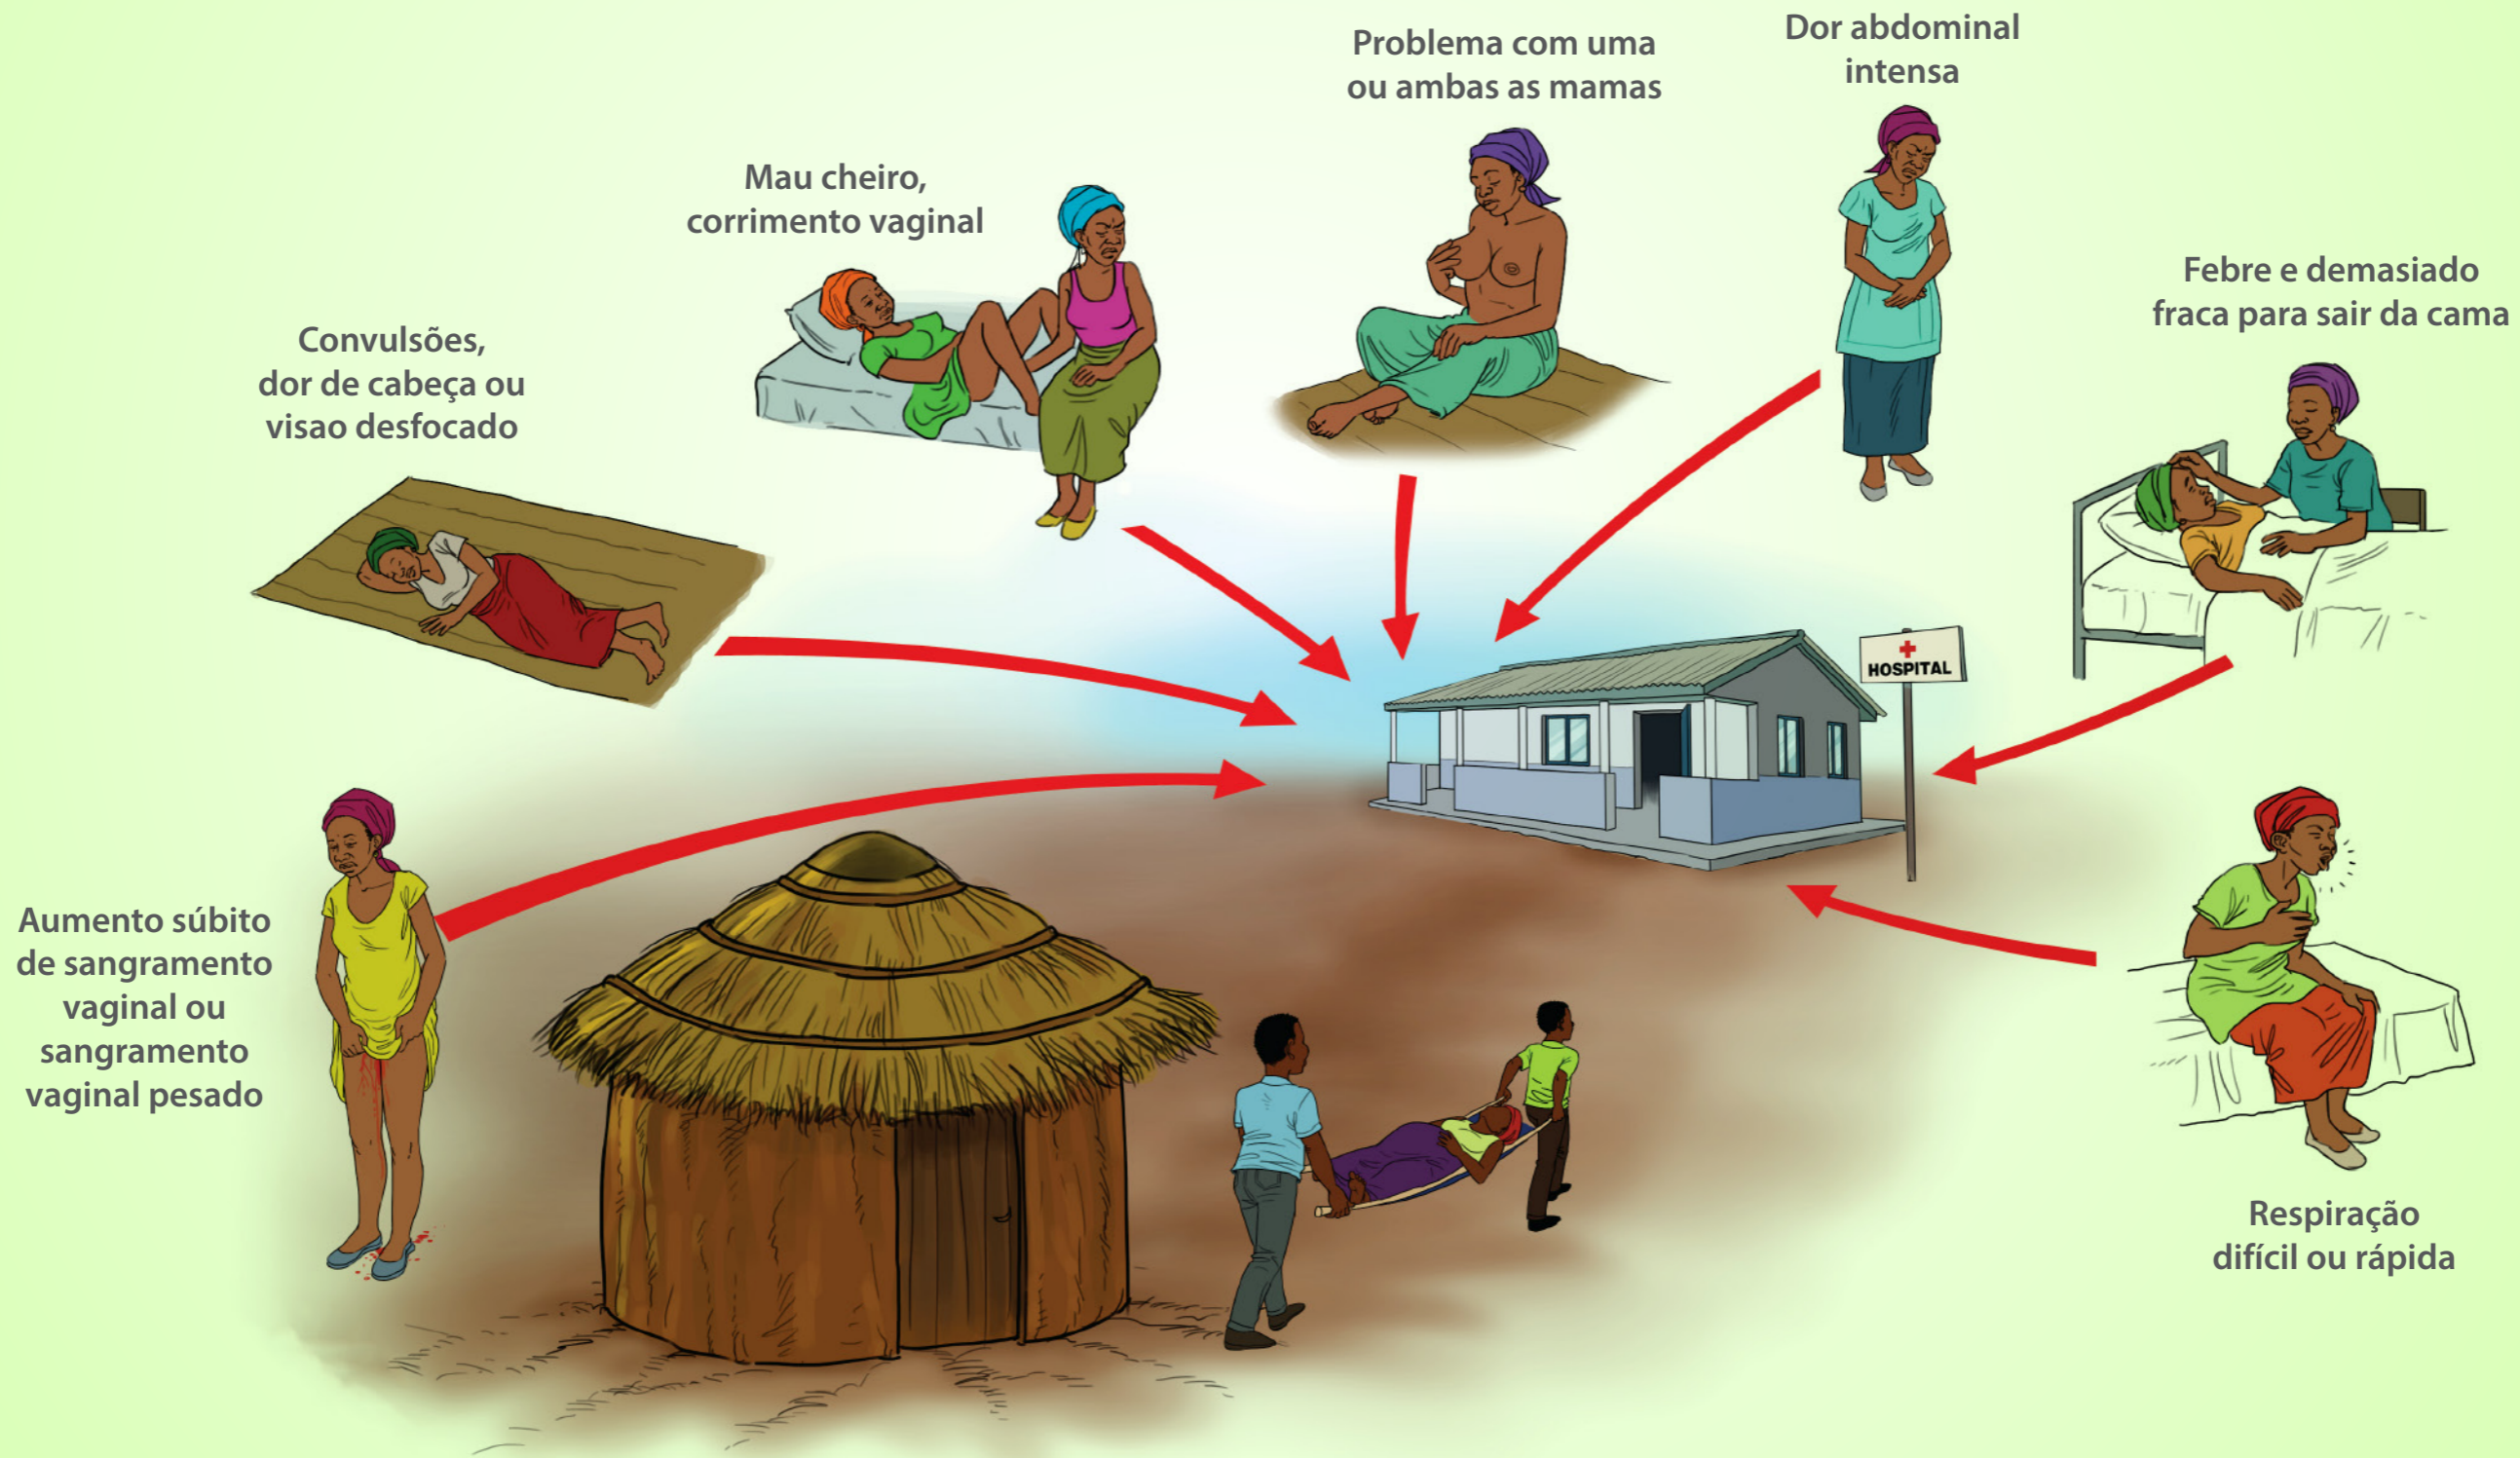 Problema com uma
ou ambas as mamas
Dor abdominal
intensa
Mau cheiro,
corrimento vaginal
Febre e demasiado
fraca para sair da cama
Convulsões,
dor de cabeça ou
visao desfocado
HOSPITAL
Aumento súbito
de sangramento
vaginal ou
sangramento
vaginal pesado
Respiração
difícil ou rápida